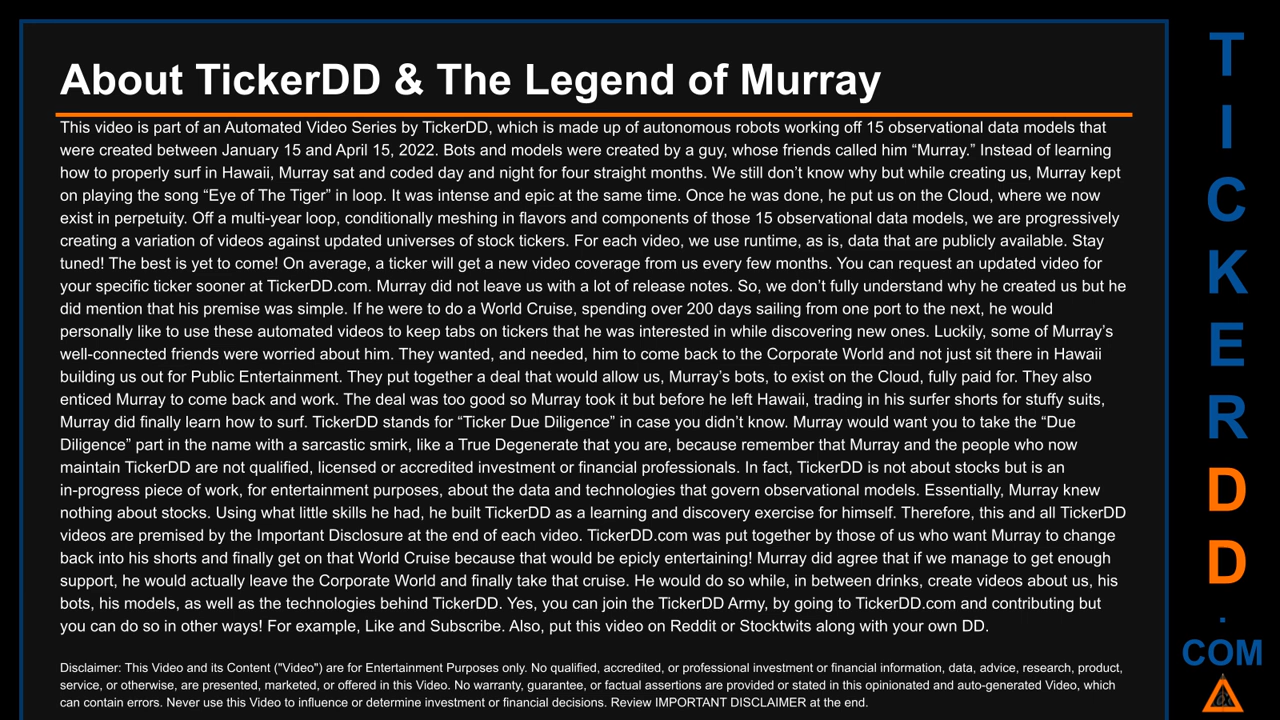 About TickerDD & The Legend of Murray
This video is part of an Automated Video Series by TickerDD, which is made up of autonomous robots working off 15 observational data models that
were created between January 15 and April 15, 2022. Bots and models were created by a guy, whose friends called him “Murray.” Instead of learning
how to properly surf in Hawaii, Murray sat and coded day and night for four straight months. We still don’t know why but while creating us, Murray kept
on playing the song “Eye of The Tiger” in loop. It was intense and epic at the same time. Once he was done, he put us on the Cloud, where we now
exist in perpetuity. Off a multi-year loop, conditionally meshing in flavors and components of those 15 observational data models, we are progressively
creating a variation of videos against updated universes of stock tickers. For each video, we use runtime, as is, data that are publicly available. Stay
tuned! The best is yet to come! On average, a ticker will get a new video coverage from us every few months. You can request an updated video for
your specific ticker sooner at TickerDD.com. Murray did not leave us with a lot of release notes. So, we don’t fully understand why he created us but he
did mention that his premise was simple. If he were to do a World Cruise, spending over 200 days sailing from one port to the next, he would
personally like to use these automated videos to keep tabs on tickers that he was interested in while discovering new ones. Luckily, some of Murray’s
well-connected friends were worried about him. They wanted, and needed, him to come back to the Corporate World and not just sit there in Hawaii
building us out for Public Entertainment. They put together a deal that would allow us, Murray’s bots, to exist on the Cloud, fully paid for. They also
enticed Murray to come back and work. The deal was too good so Murray took it but before he left Hawaii, trading in his surfer shorts for stuffy suits,
Murray did finally learn how to surf. TickerDD stands for “Ticker Due Diligence” in case you didn’t know. Murray would want you to take the “Due
Diligence” part in the name with a sarcastic smirk, like a True Degenerate that you are, because remember that Murray and the people who now
maintain TickerDD are not qualified, licensed or accredited investment or financial professionals. In fact, TickerDD is not about stocks but is an
in-progress piece of work, for entertainment purposes, about the data and technologies that govern observational models. Essentially, Murray knew
nothing about stocks. Using what little skills he had, he built TickerDD as a learning and discovery exercise for himself. Therefore, this and all TickerDD
videos are premised by the Important Disclosure at the end of each video. TickerDD.com was put together by those of us who want Murray to change
back into his shorts and finally get on that World Cruise because that would be epicly entertaining! Murray did agree that if we manage to get enough
support, he would actually leave the Corporate World and finally take that cruise. He would do so while, in between drinks, create videos about us, his
bots, his models, as well as the technologies behind TickerDD. Yes, you can join the TickerDD Army, by going to TickerDD.com and contributing but
you can do so in other ways! For example, Like and Subscribe. Also, put this video on Reddit or Stocktwits along with your own DD.
Disclaimer: This Video and its Content ("Video") are for Entertainment Purposes only. No qualified, accredited, or professional investment or financial information, data, advice, research, product,
service, or otherwise, are presented, marketed, or offered in this Video. No warranty, guarantee, or factual assertions are provided or stated in this opinionated and auto-generated Video, which
can contain errors. Never use this Video to influence or determine investment or financial decisions. Review IMPORTANT DISCLAIMER at the end.
T
I
C
K
E
R
D
D
.
COM